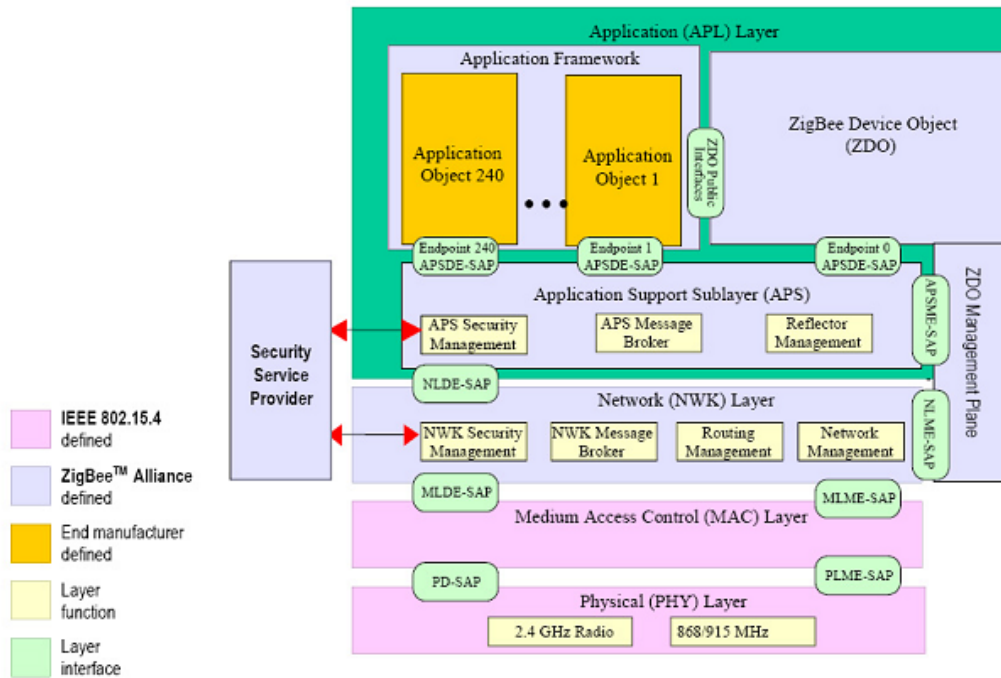 Application (APL) Layer
Application Framework
ZigBee Device Object
(ZDO)
Application
Object 240
Application
Object 1
ZDO Public
Interfaces
Endpoint 240
APSDE-SAP
Endpoint 1
APSDE-SAP
Endpoint 0
APSDE-SAP
Application Support Sublayer (APS)
APS Security
Management
APS Message
Broker
Reflector
Management
APSME-SAP
ZDO Management Plane
Security
Service
Provider
NLDE-SAP
Network (NWK) Layer
NWK Security
Management
NWK Message
Broker
Routing
Management
Network
Management
NLME-SAP
MLDE-SAP
MLME-SAP
Medium Access Control (MAC) Layer
PD-SAP
PLME-SAP
Physical (PHY) Layer
2.4 GHz Radio
868/915 MHz
IEEE 802.15.4
defined
ZigBee™ Alliance
defined
End manufacturer
defined
Layer
function
Layer
interface